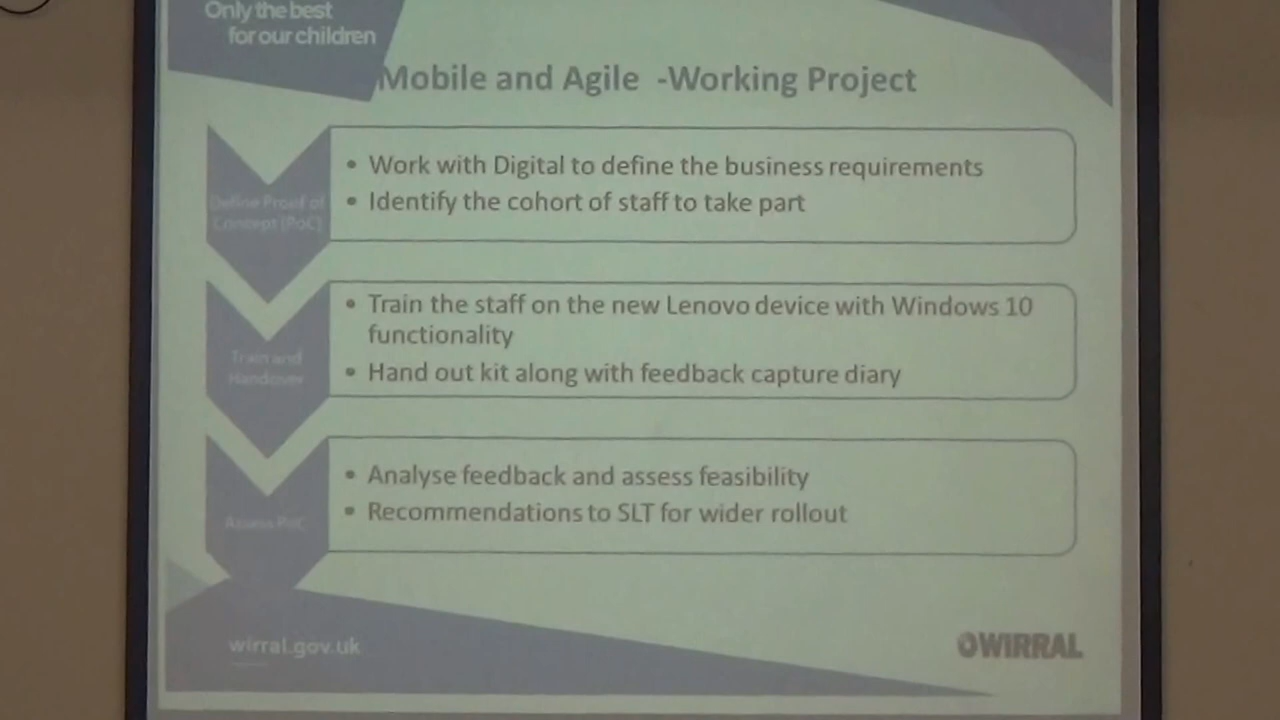 Only the best
for our children
Mobile and Agile -Working Project
Define Proof of
Concept (PoC)
• Work with Digital to define the business requirements
• Identify the cohort of staff to take part
Train and
Handover
• Train the staff on the new Lenovo device with Windows 10
functionality
• Hand out kit along with feedback capture diary
Assess PoC
• Analyse feedback and assess feasibility
• Recommendations to SLT for wider rollout
wirral.gov.uk
WIRRAL